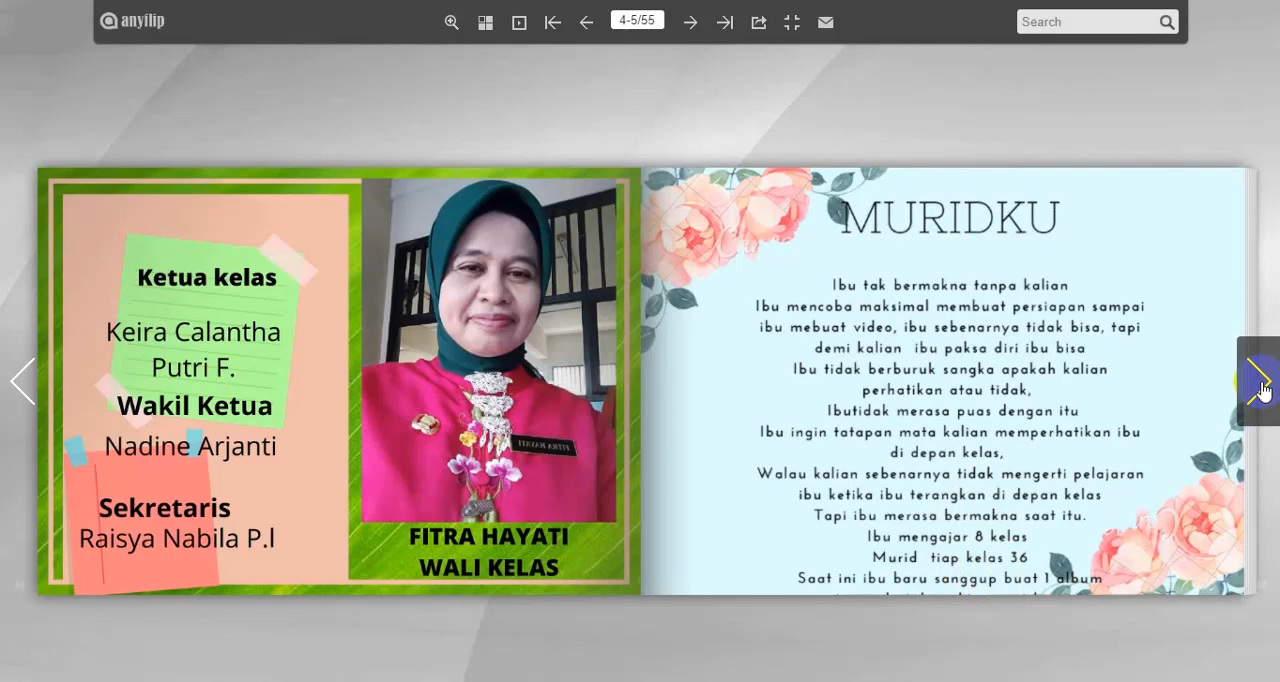 anyflip
4-5/55
Search
Ketua kelas
Keira Calantha
Putri F.
Wakil Ketua
Nadine Arjanti
Sekretaris
Raisya Nabila P.l
FITRA HAYATI
FITRA HAYATI
WALI KELAS
MURIDKU
Ibu tak bermakna tanpa kalian
Ibu mencoba maksimal membuat persiapan sampai
ibu mebuat video, ibu sebenarnya tidak bisa, tapi
demi kalian ibu paksa diri ibu bisa
Ibu tidak berburuk sangka apakah kalian
perhatikan atau tidak,
Ibutidak merasa puas dengan itu
Ibu ingin tatapan mata kalian memperhatikan ibu
di depan kelas,
Walau kalian sebenarnya tidak mengerti pelajaran
ibu ketika ibu terangkan di depan kelas
Tapi ibu merasa bermakna saat itu.
Ibu mengajar 8 kelas
Murid tiap kelas 36
Saat ini ibu baru sanggup buat 1 album